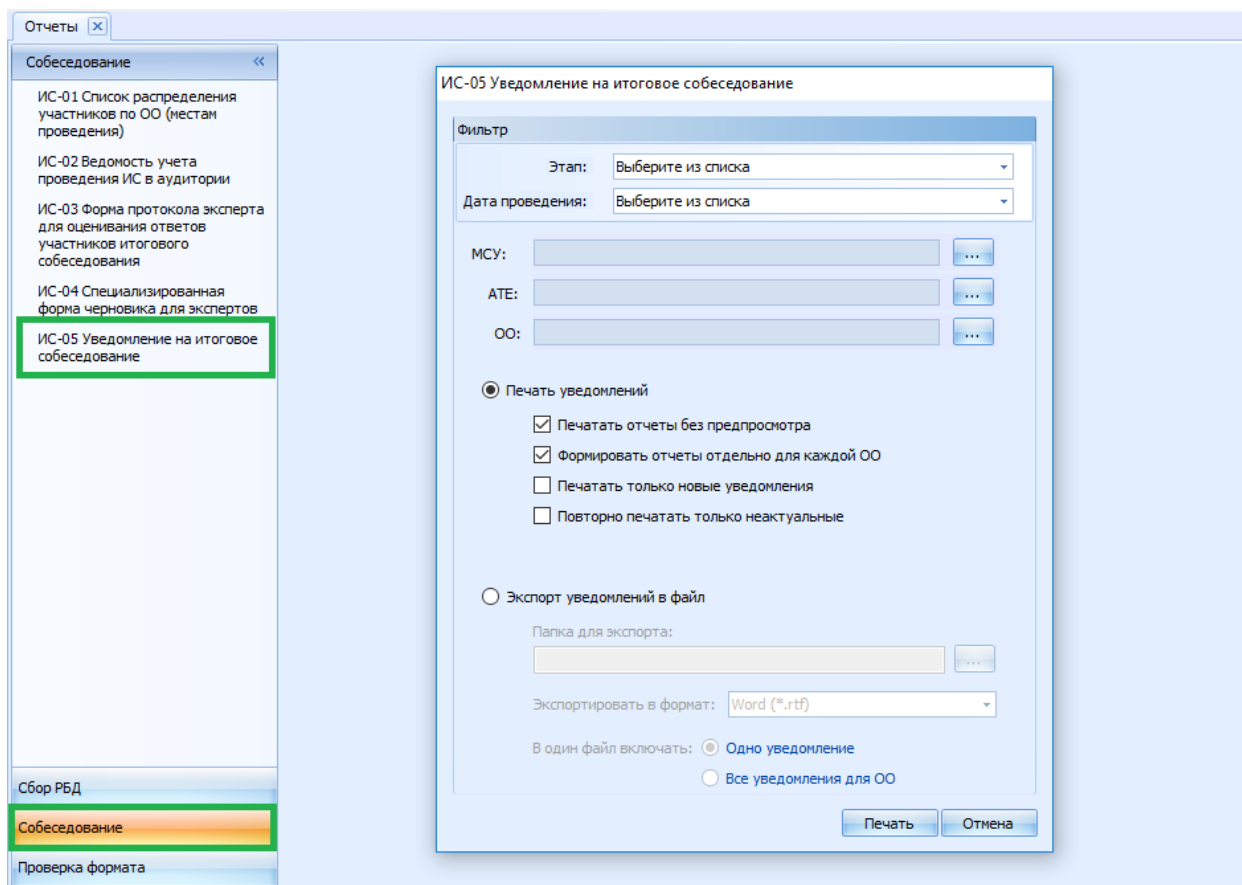 Отчеты
Собеседование
ИС-01 Список распределения
участников по ОО (местам
проведения)
ИС-02 Ведомость учета
проведения ИС в аудитории
ИС-03 Форма протокола эксперта
для оценивания ответов
участников итогового
собеседования
ИС-04 Специализированная
форма черновика для экспертов
ИС-05 Уведомление на итоговое
собеседование
Сбор РБД
Собеседование
Проверка формата
ИС-05 Уведомление на итоговое собеседование
Фильтр
Этап: Выберите из списка
Дата проведения: Выберите из списка
МСУ: ...
АТЕ: ...
ОО: ...
Печать уведомлений
Печатать отчеты без предпросмотра
Формировать отчеты отдельно для каждой ОО
Печатать только новые уведомления
Повторно печатать только неактуальные
Экспорт уведомлений в файл
Папка для экспорта:
...
Экспортировать в формат: Word (*.rtf)
В один файл включать: Одно уведомление
Все уведомления для ОО
Печать Отмена